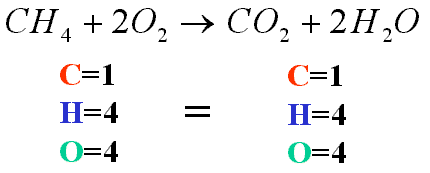 CH₄ + 2O₂ → CO₂ + 2H₂O
C=1 C=1
H=4 = H=4
O=4 O=4